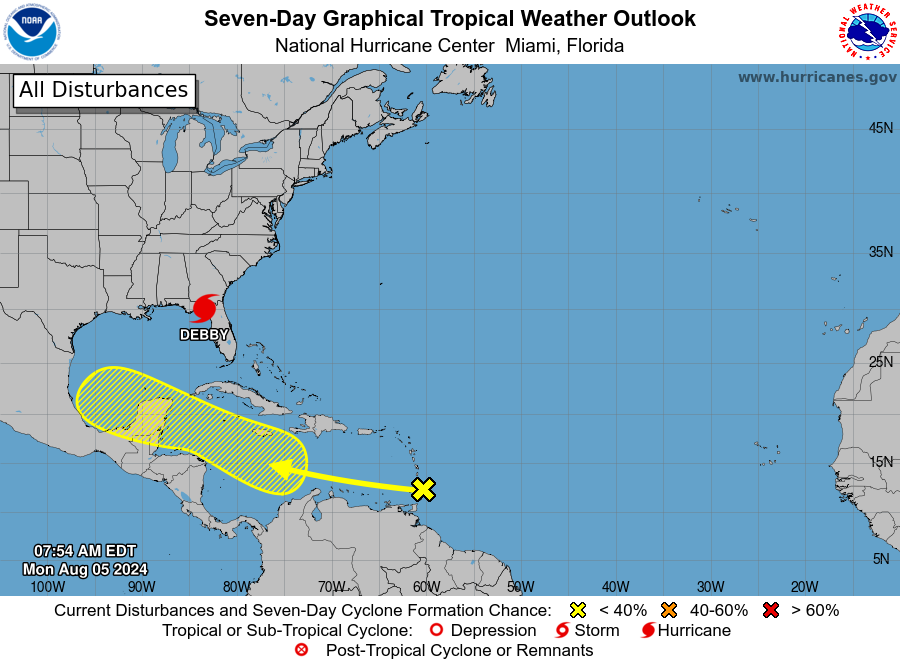 Seven-Day Graphical Tropical Weather Outlook
National Hurricane Center Miami, Florida
NOAA
NATIONAL WEATHER SERVICE
www.hurricanes.gov
All Disturbances
45N
35N
DEBBY
25N
15N
07:54 AM EDT
Mon Aug 05 2024
5N
100W 90W 80W 70W 60W 50W 40W 30W 20W
Current Disturbances and Seven-Day Cyclone Formation Chance: < 40% 40-60% > 60%
Tropical or Sub-Tropical Cyclone: Depression Storm Hurricane
Post-Tropical Cyclone or Remnants